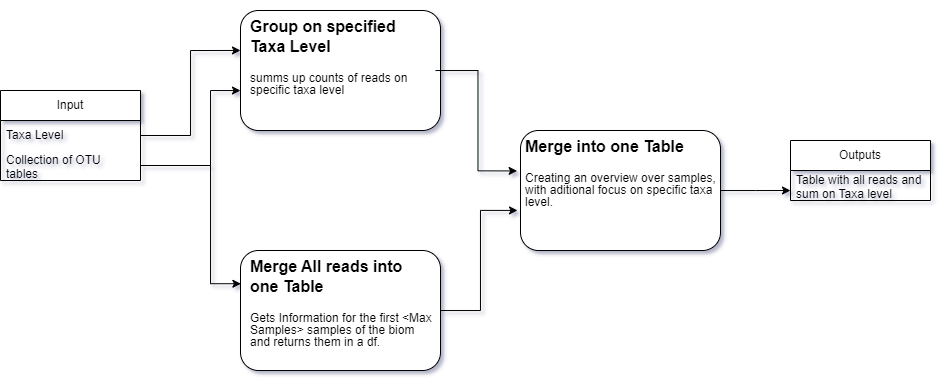 Input
Taxa Level
Collection of OTU
tables
Group on specified
Taxa Level
summs up counts of reads on
specific taxa level
Merge All reads into
one Table
Gets Information for the first <Max
Samples> samples of the biom
and returns them in a df.
Merge into one Table
Creating an overview over samples,
with aditional focus on specific taxa
level.
Outputs
Table with all reads and
sum on Taxa level